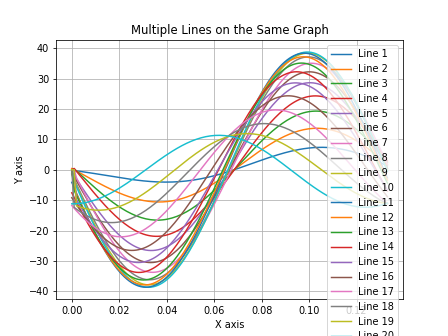 Multiple Lines on the Same Graph
Y axis
40
30
20
10
0
−10
−20
−30
−40
0.00
0.02
0.04
0.06
0.08
0.10
X axis
Line 1
Line 2
Line 3
Line 4
Line 5
Line 6
Line 7
Line 8
Line 9
Line 10
Line 11
Line 12
Line 13
Line 14
Line 15
Line 16
Line 17
Line 18
Line 19
Line 20